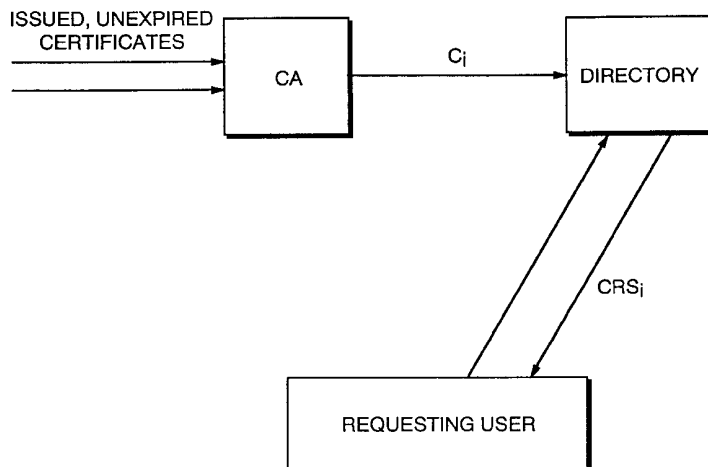 ISSUED, UNEXPIRED
CERTIFICATES
CA
Ci
DIRECTORY
CRSi
REQUESTING USER